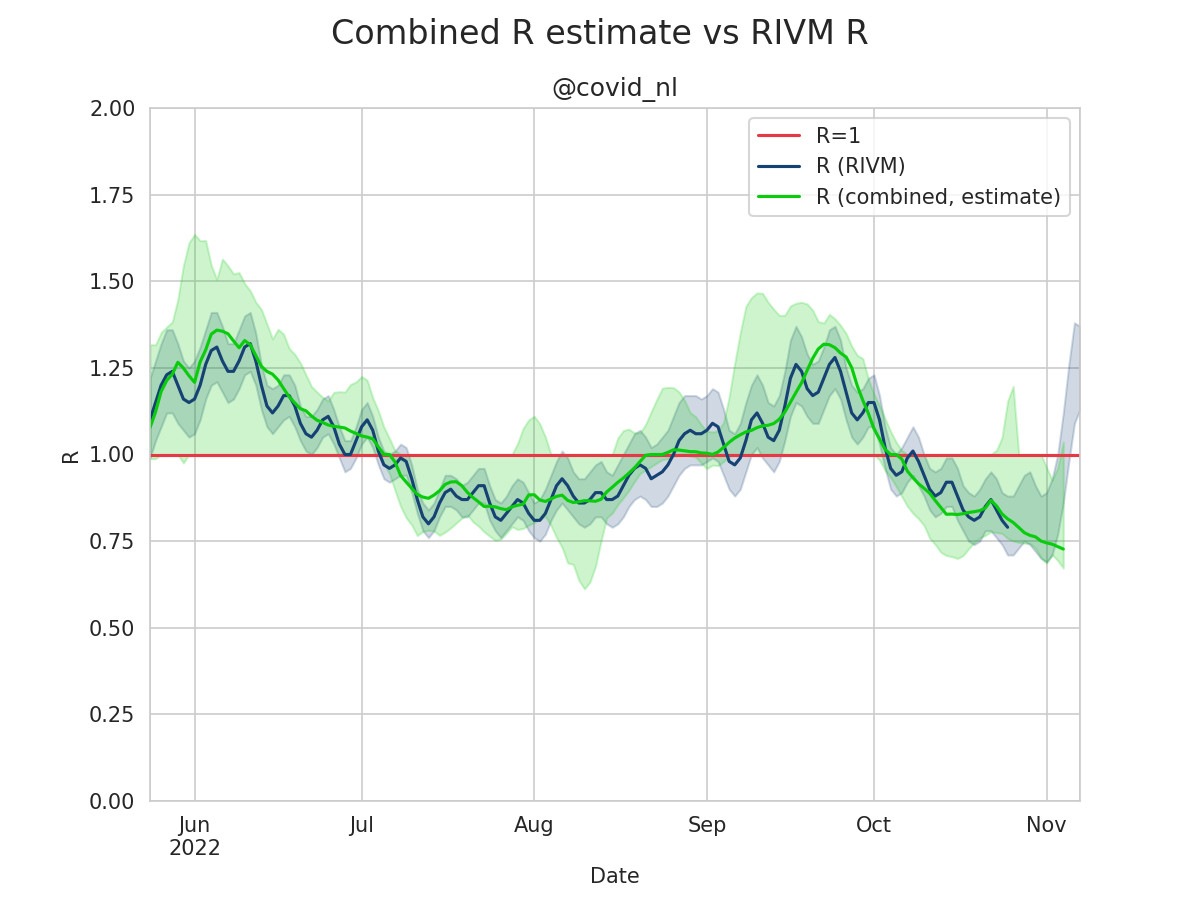 Combined R estimate vs RIVM R
@covid_nl
R=1
R (RIVM)
R (combined, estimate)
2.00
1.75
1.50
1.25
1.00
0.75
0.50
0.25
0.00
R
Jun
2022
Jul
Aug
Sep
Oct
Nov
Date